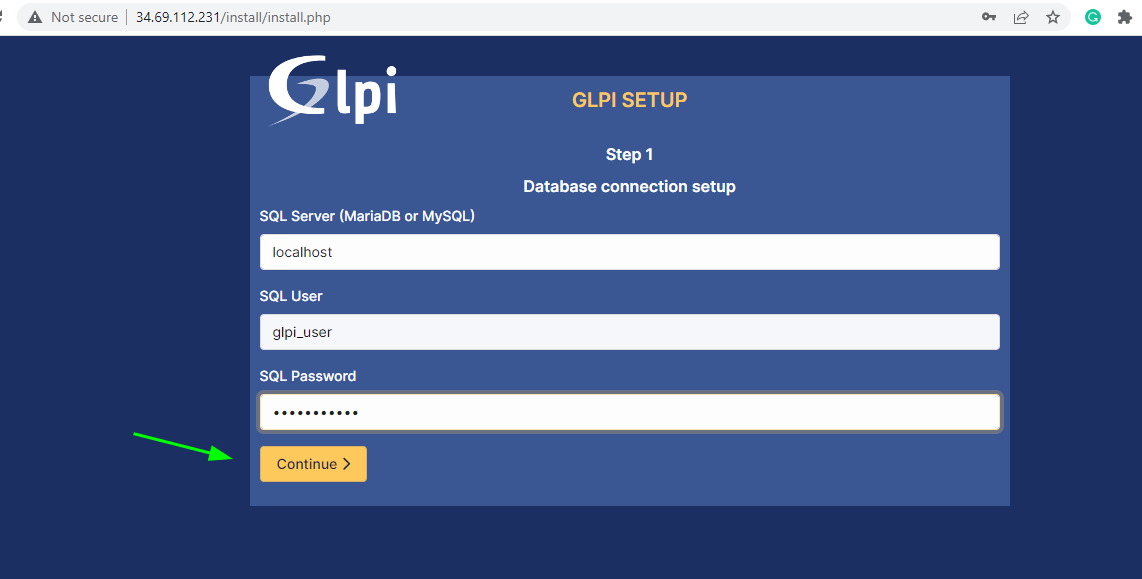 Not secure 34.69.112.231/install/install.php
Glpi
GLPI SETUP
Step 1
Database connection setup
SQL Server (MariaDB or MySQL)
localhost
SQL User
glpi_user
SQL Password
•••••••••••
Continue